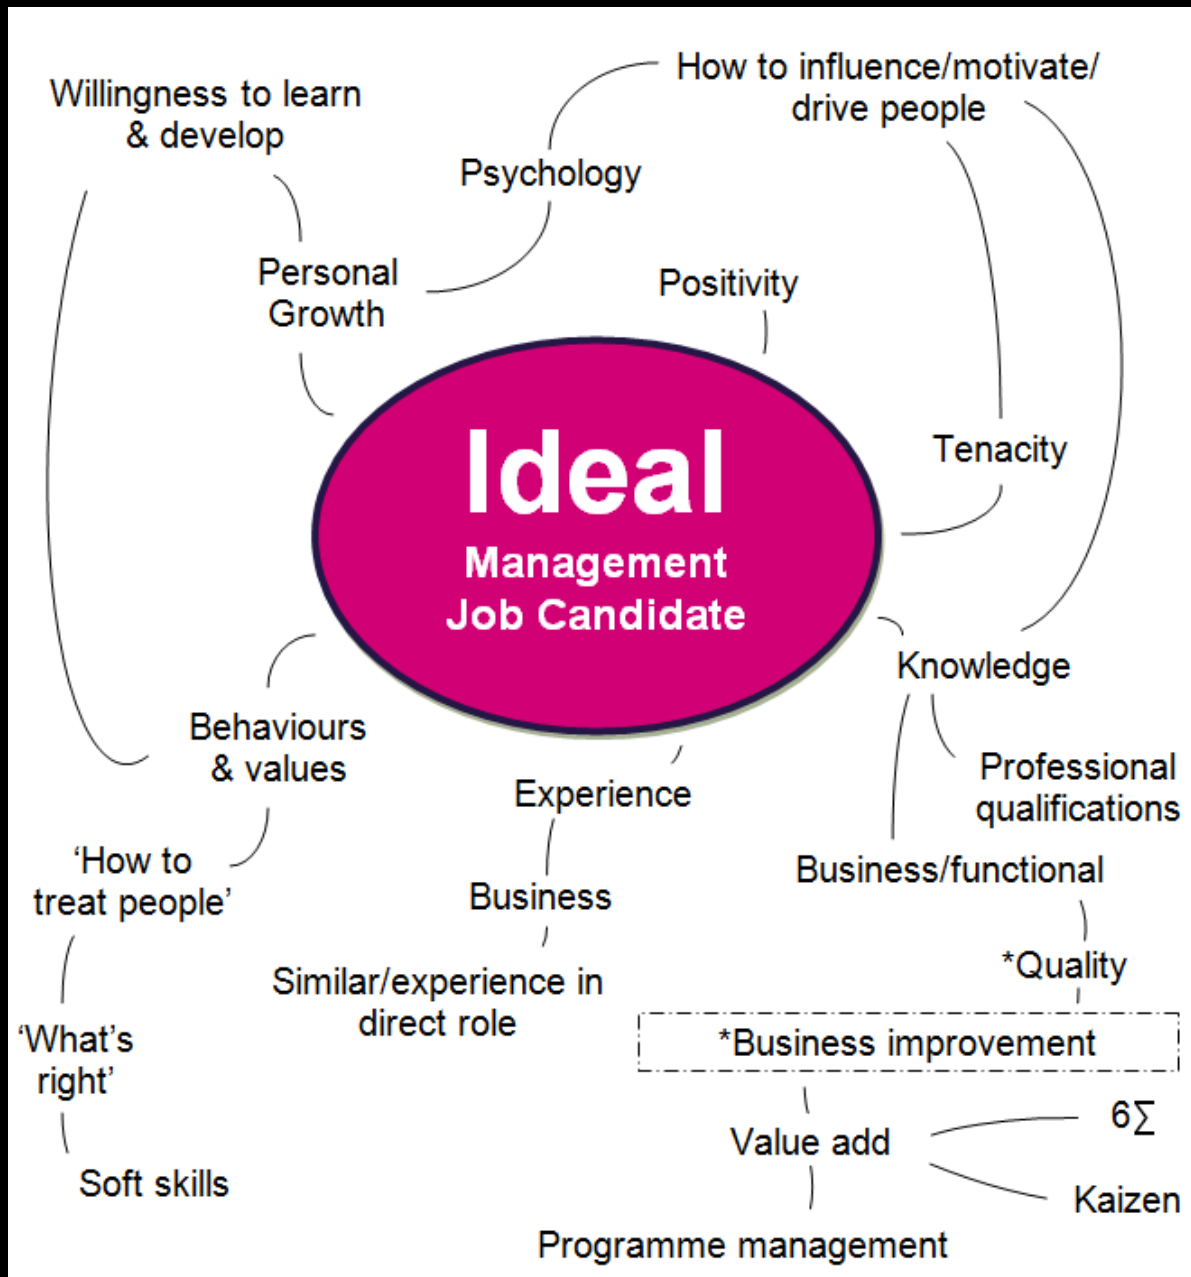 Willingness to learn
& develop
How to influence/motivate/
drive people
Psychology
Personal
Growth
Positivity
Ideal
Management
Job Candidate
Tenacity
Knowledge
Behaviours
& values
Experience
Professional
qualifications
‘How to
treat people’
Business
Business/functional
Similar/experience in
direct role
*Quality
‘What’s
right’
*Business improvement
Value add
6∑
Soft skills
Kaizen
Programme management